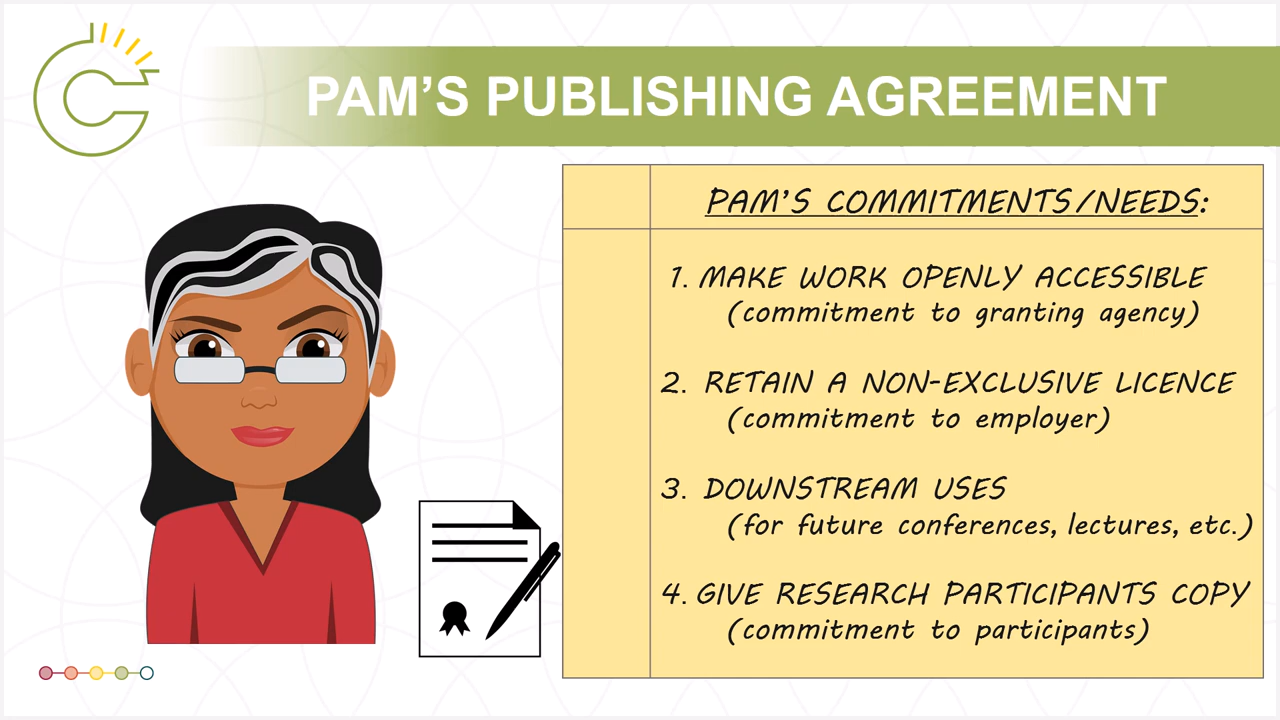 PAM'S PUBLISHING AGREEMENT
PAM'S COMMITMENTS/NEEDS:
1. MAKE WORK OPENLY ACCESSIBLE
(commitment to granting agency)
2. RETAIN A NON-EXCLUSIVE LICENCE
(commitment to employer)
3. DOWNSTREAM USES
(for future conferences, lectures, etc.)
4. GIVE RESEARCH PARTICIPANTS COPY
(commitment to participants)